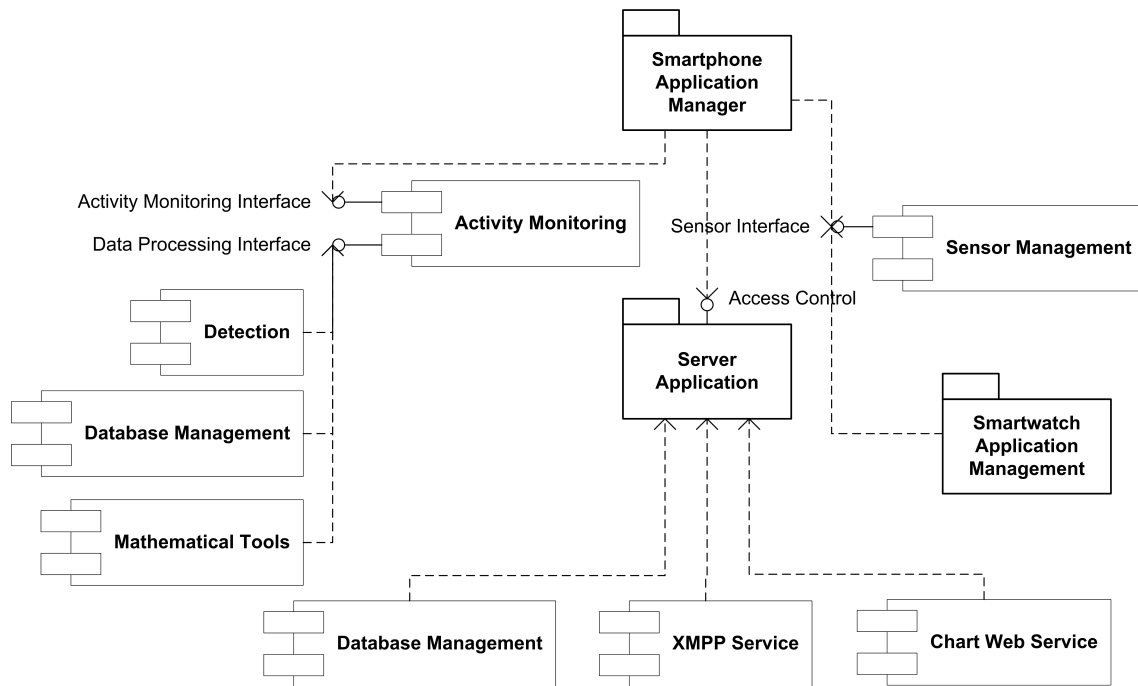 Smartphone
Application
Manager
Activity Monitoring Interface
Activity Monitoring
Data Processing Interface
Sensor Interface
Sensor Management
Access Control
Detection
Server
Application
Database Management
Smartwatch
Application
Management
Mathematical Tools
Database Management
XMPP Service
Chart Web Service